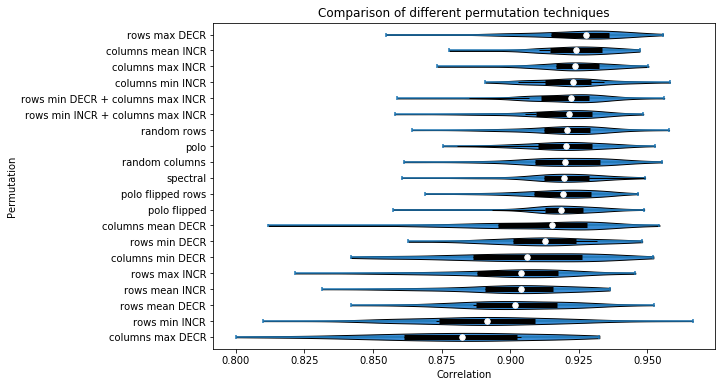 Comparison of different permutation techniques
rows max DECR
columns mean INCR
columns max INCR
columns min INCR
rows min DECR + columns max INCR
rows min INCR + columns max INCR
random rows
polo
random columns
spectral
polo flipped rows
polo flipped
columns mean DECR
rows min DECR
columns min DECR
rows max INCR
rows mean INCR
rows mean DECR
rows min INCR
columns max DECR
Permutation
0.800 0.825 0.850 0.875 0.900 0.925 0.950
Correlation